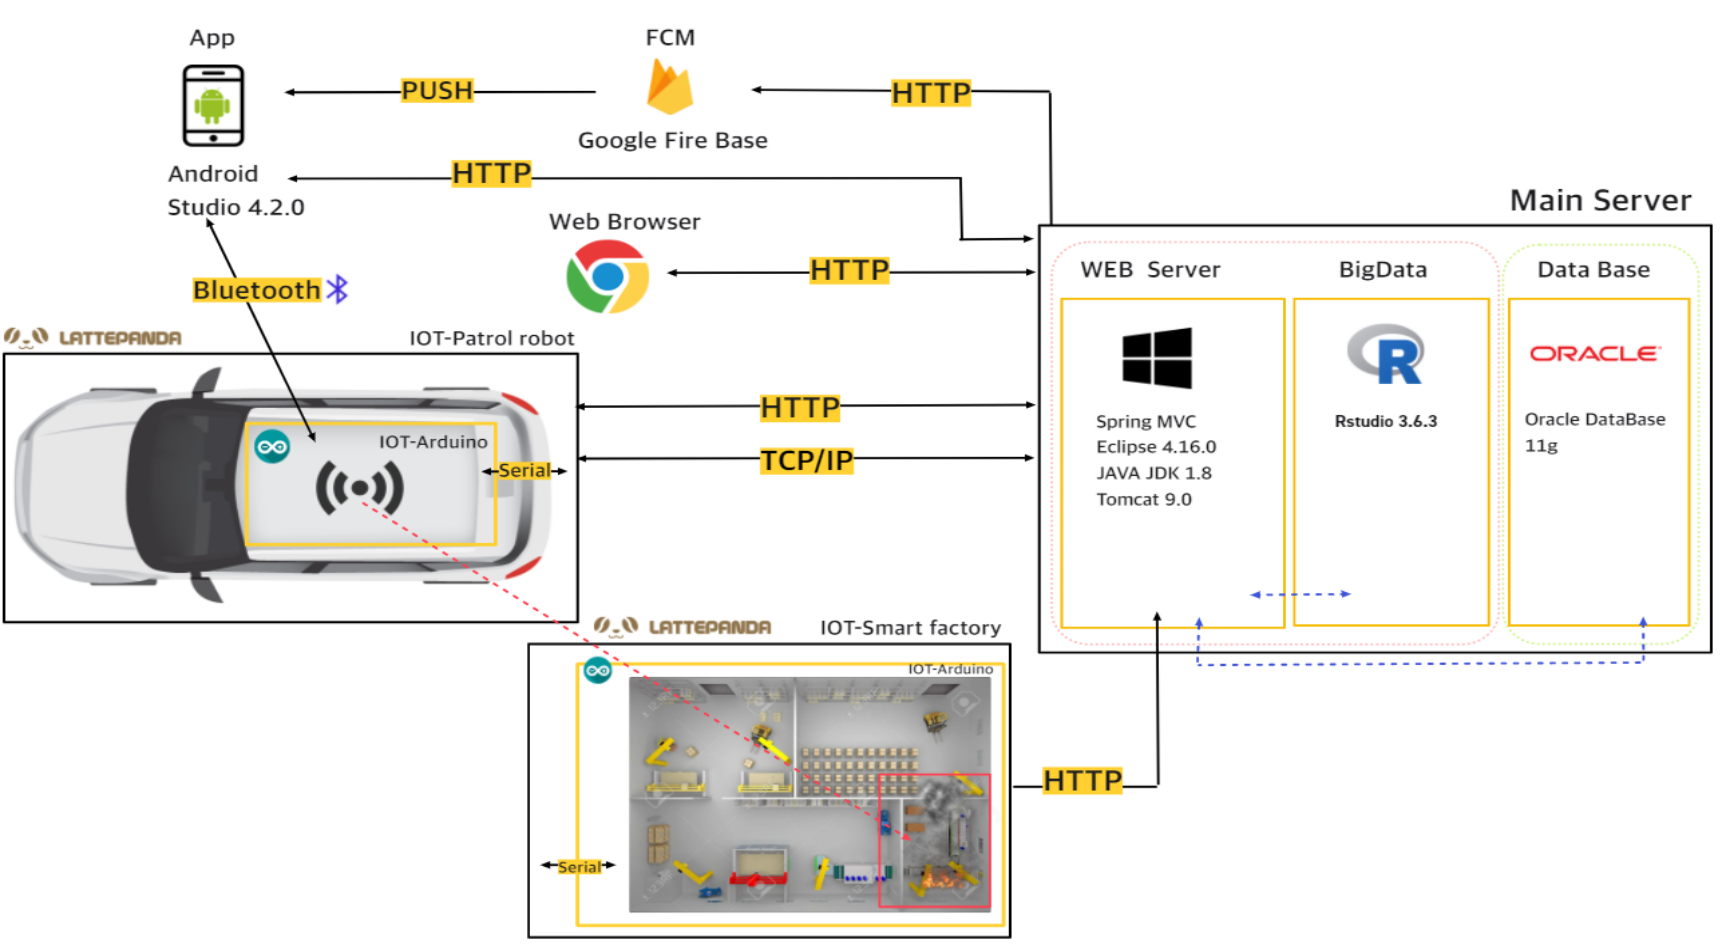 App
FCM
PUSH
HTTP
Google Fire Base
Android
Studio 4.2.0
HTTP
Web Browser
HTTP
Bluetooth
Main Server
WEB Server
BigData
Data Base
LATTEPANDA
IOT-Patrol robot
IOT-Arduino
Serial
HTTP
TCP/IP
Spring MVC
Eclipse 4.16.0
JAVA JDK 1.8
Tomcat 9.0
R
Rstudio 3.6.3
ORACLE
Oracle DataBase
11g
LATTEPANDA
IOT-Smart factory
IOT-Arduino
Serial
HTTP